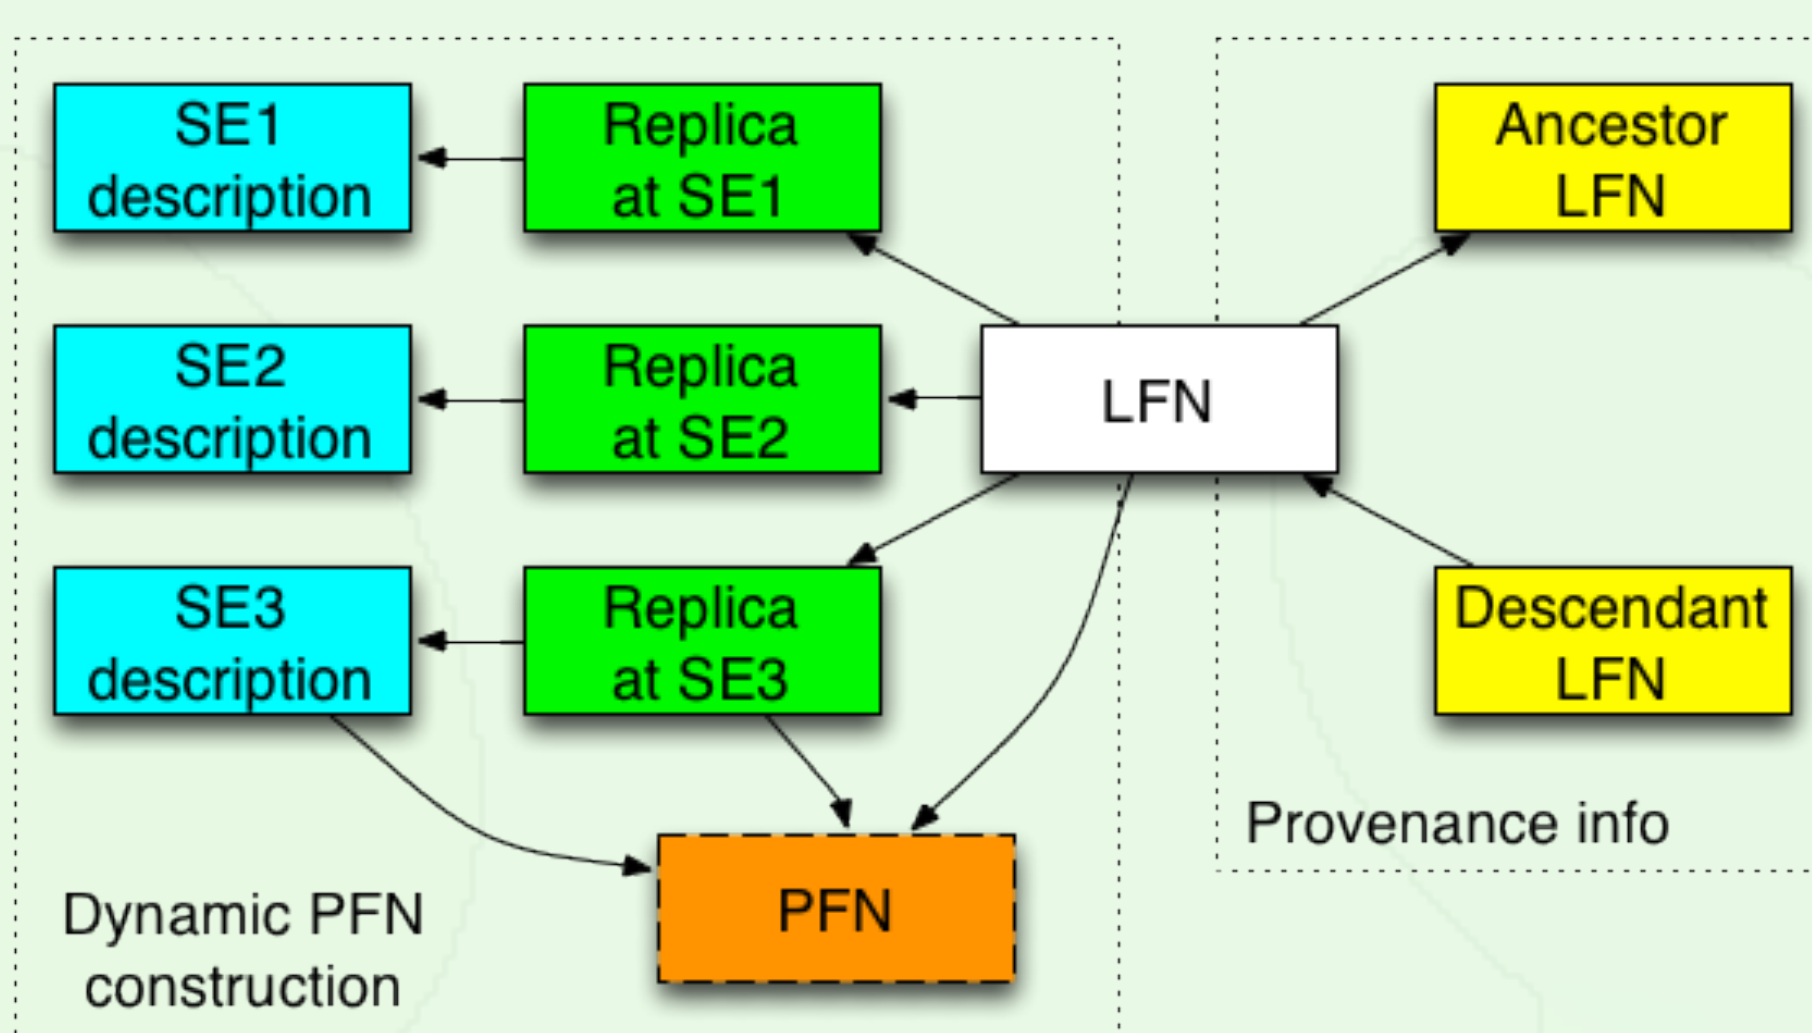 SE1
description
Replica
at SE1
Ancestor
LFN
SE2
description
Replica
at SE2
LFN
SE3
description
Replica
at SE3
Descendant
LFN
Provenance info
Dynamic PFN
construction
PFN